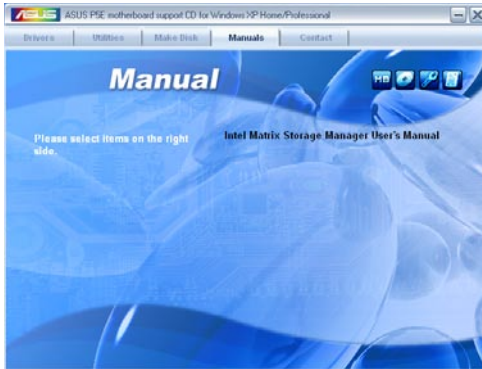 ASUS ASUS P5E motherboard support CD for Windows XP Home/Professional
Drivers Utilities Make Disk Manuals Contact
Manual
Please select items on the right
side.
Intel Matrix Storage Manager User's Manual